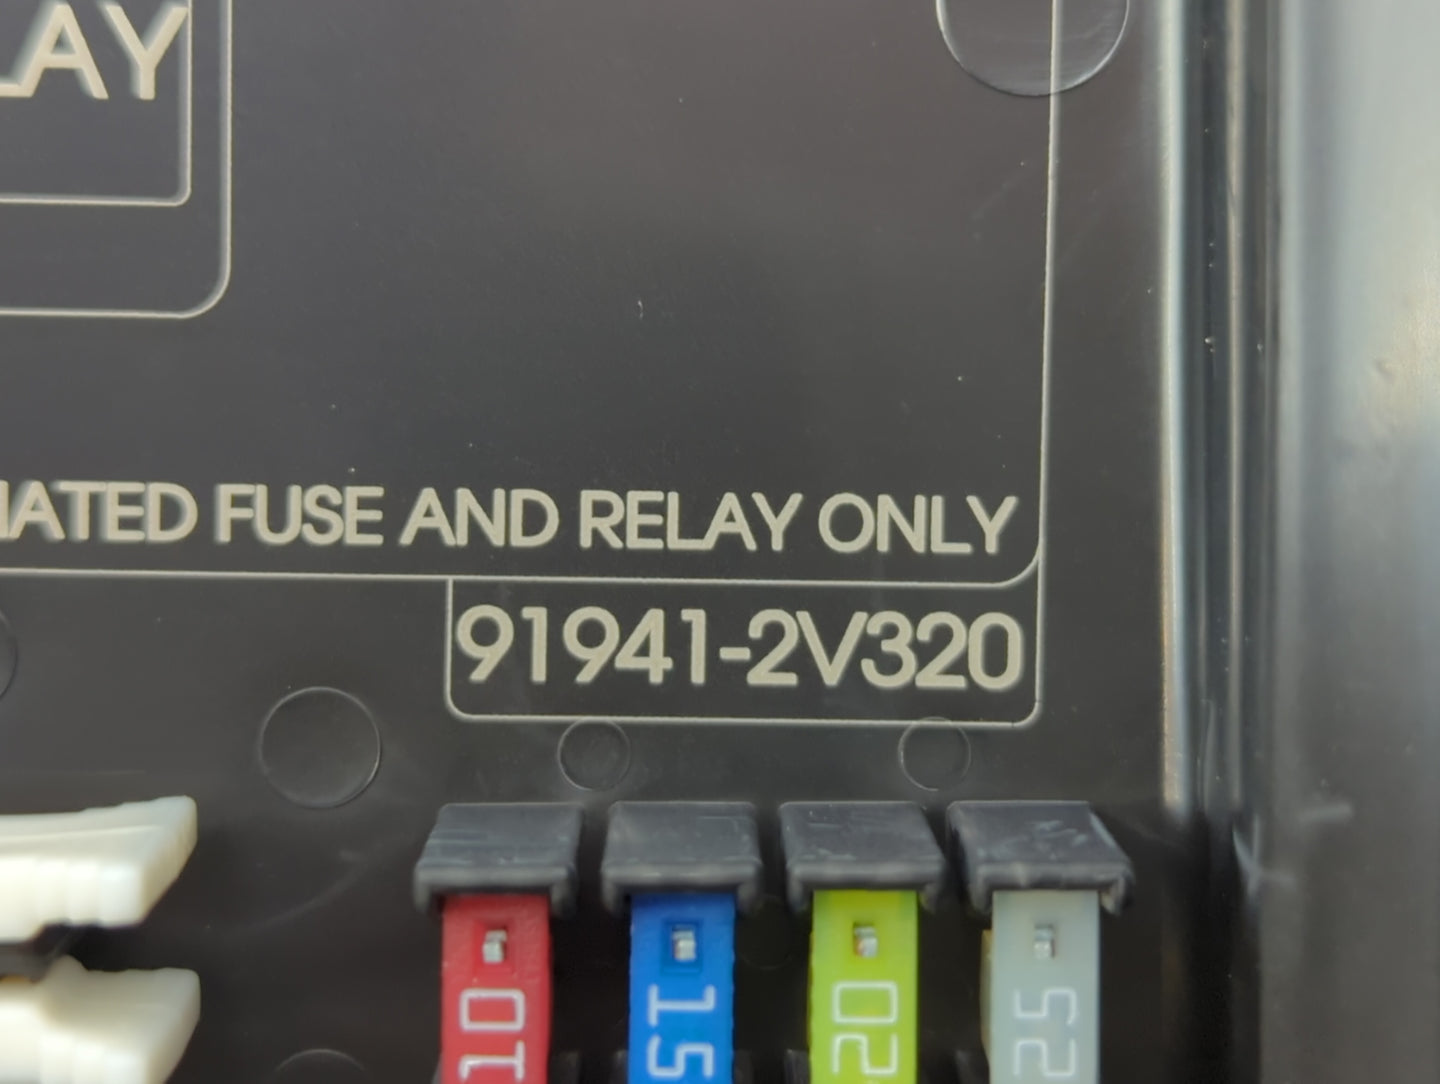 LAY
NATED FUSE AND RELAY ONLY
91941-2V320
10
15
20
25